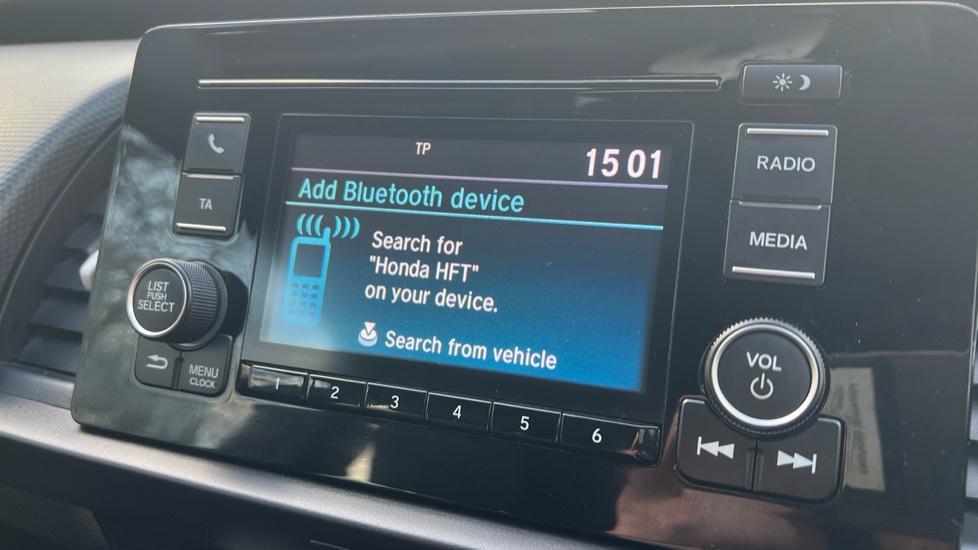 TP
15 01
Add Bluetooth device
Search for
"Honda HFT"
on your device.
Search from vehicle
TA
LIST
PUSH
SELECT
MENU
CLOCK
1 2 3 4 5 6
RADIO
MEDIA
VOL